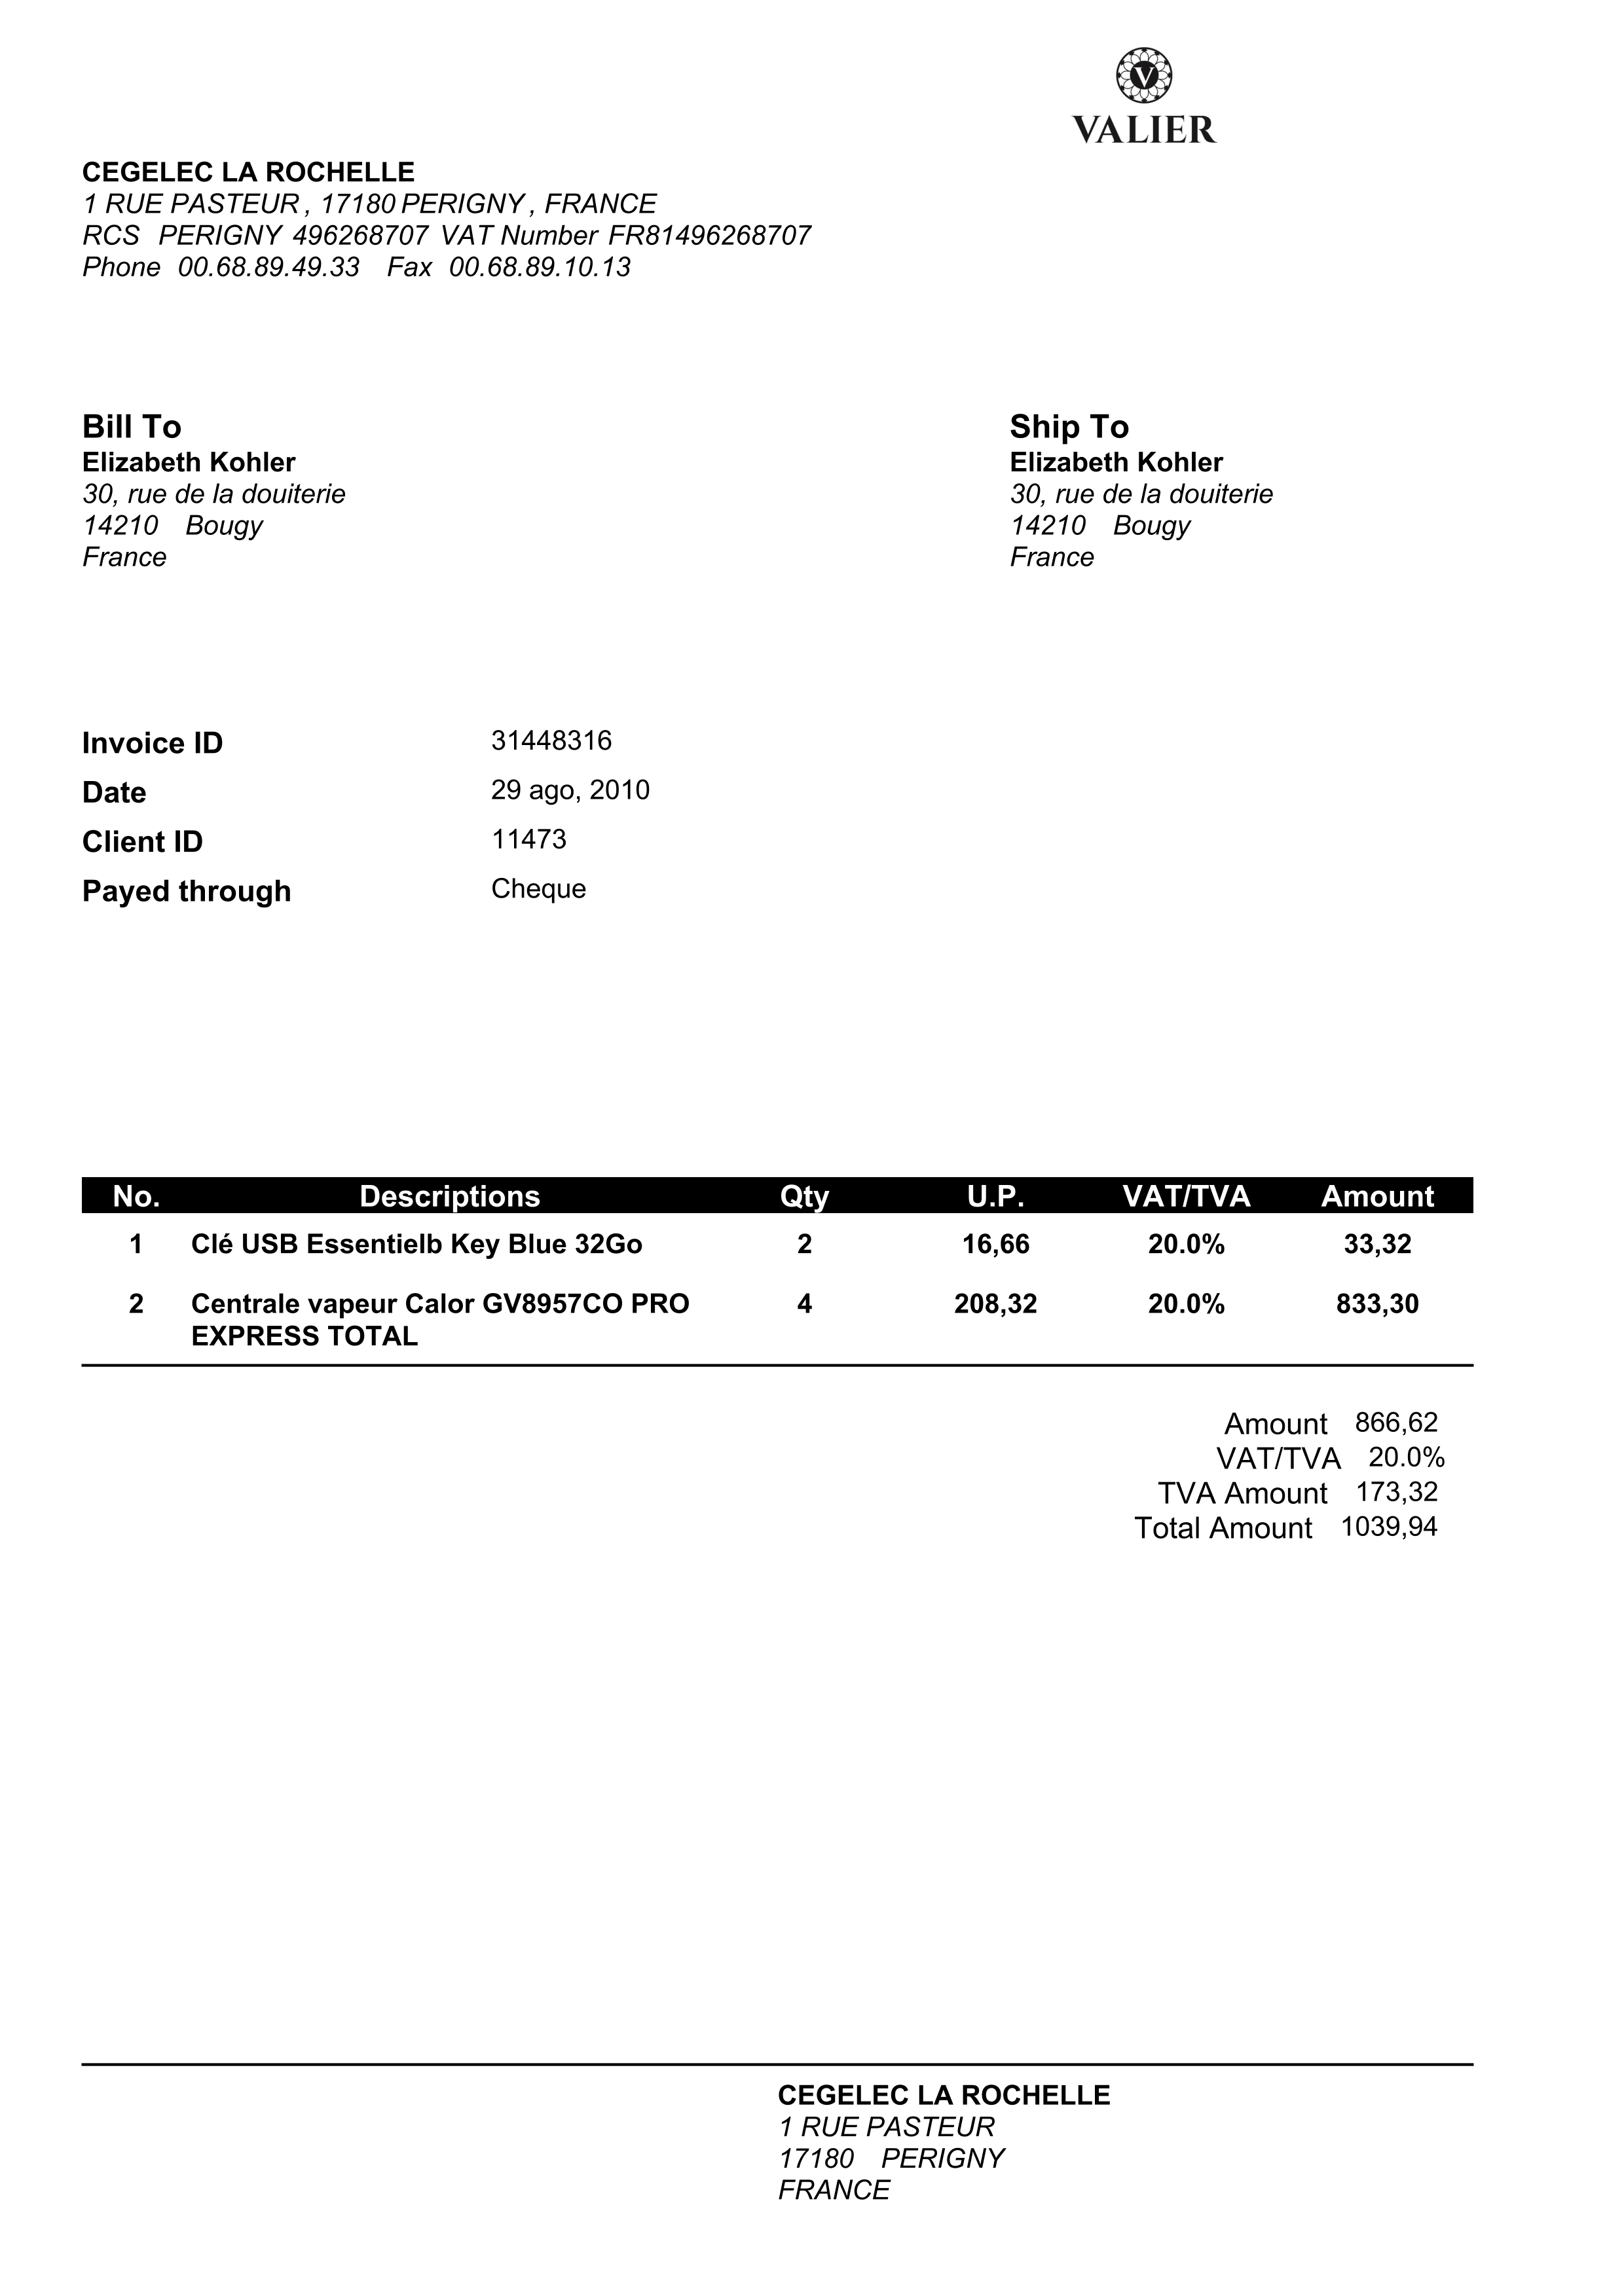 V
VALIER
CEGELEC LA ROCHELLE
1 RUE PASTEUR , 17180 PERIGNY , FRANCE
RCS PERIGNY 496268707 VAT Number FR81496268707
Phone 00.68.89.49.33 Fax 00.68.89.10.13
Bill To
Elizabeth Kohler
30, rue de la douiterie
14210 Bougy
France
Ship To
Elizabeth Kohler
30, rue de la douiterie
14210 Bougy
France
Invoice ID 31448316
Date 29 ago, 2010
Client ID 11473
Payed through Cheque
No. Descriptions Qty U.P. VAT/TVA Amount
1 Clé USB Essentielb Key Blue 32Go 2 16,66 20.0% 33,32
2 Centrale vapeur Calor GV8957CO PRO 4 208,32 20.0% 833,30
EXPRESS TOTAL
Amount 866,62
VAT/TVA 20.0%
TVA Amount 173,32
Total Amount 1039,94
CEGELEC LA ROCHELLE
1 RUE PASTEUR
17180 PERIGNY
FRANCE